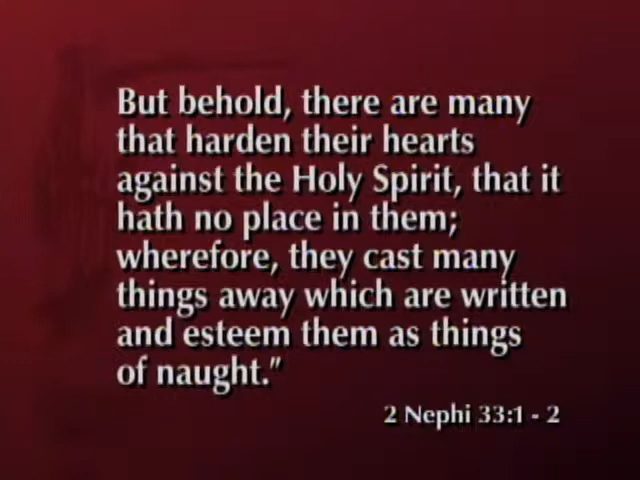 But behold, there are many
that harden their hearts
against the Holy Spirit, that it
hath no place in them;
wherefore, they cast many
things away which are written
and esteem them as things
of naught.”
2 Nephi 33:1 - 2